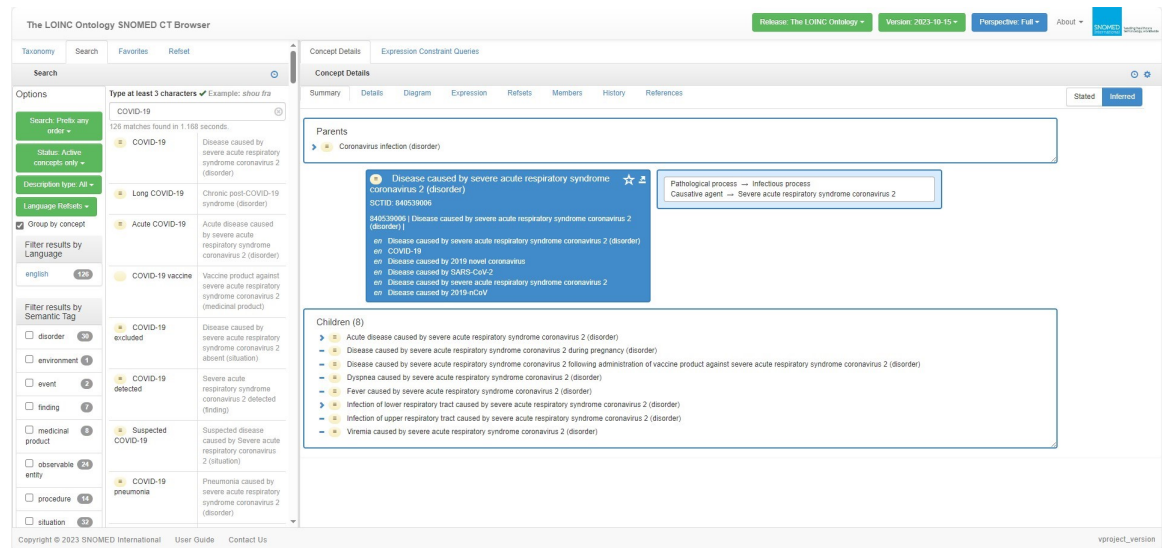 The LOINC Ontology SNOMED CT Browser
Release: The LOINC Ontology
Version: 2023-10-15
Perspective: Full
About
SNOMED
International
Taxonomy
Search
Favorites
Refset
Search
Options
Search: Prefix any
order
Status: Active
concepts only
Description type: All
Language Refsets
Group by concept
Filter results by
Language
english 126
Filter results by
Semantic Tag
disorder 30
environment 1
event 2
finding 7
medicinal 8
product
observable 24
entity
procedure 14
situation 32
Type at least 3 characters ✔ Example: shou fra
COVID-19
126 matches found in 1.168
seconds.
COVID-19
Disease caused by
severe acute respiratory
syndrome coronavirus 2
(disorder)
Long COVID-19
Chronic post-COVID-19
syndrome (disorder)
Acute COVID-19
Acute disease caused
by severe acute
respiratory syndrome
coronavirus 2 (disorder)
COVID-19 vaccine
Vaccine product against
severe acute respiratory
syndrome coronavirus 2
(medicinal product)
COVID-19
excluded
Disease caused by
severe acute respiratory
syndrome coronavirus 2
absent (situation)
COVID-19
detected
Severe acute
respiratory syndrome
coronavirus 2 detected
(finding)
Suspected
COVID-19
Suspected disease
caused by Severe acute
respiratory coronavirus
2 (situation)
COVID-19
pneumonia
Pneumonia caused by
severe acute respiratory
syndrome coronavirus 2
(disorder)
Concept Details
Expression Constraint Queries
Concept Details
Summary
Details
Diagram
Expression
Refsets
Members
History
References
Stated
Inferred
Parents
Coronavirus infection (disorder)
Disease caused by severe acute respiratory syndrome
coronavirus 2 (disorder)
SCTID: 840539006
840539006 | Disease caused by severe acute respiratory syndrome coronavirus 2
(disorder) |
en Disease caused by severe acute respiratory syndrome coronavirus 2 (disorder)
en COVID-19
en Disease caused by 2019 novel coronavirus
en Disease caused by SARS-CoV-2
en Disease caused by severe acute respiratory syndrome coronavirus 2
en Disease caused by 2019-nCoV
Pathological process → Infectious process
Causative agent → Severe acute respiratory syndrome coronavirus 2
Children (8)
Acute disease caused by severe acute respiratory syndrome coronavirus 2 (disorder)
Disease caused by severe acute respiratory syndrome coronavirus 2 during pregnancy (disorder)
Disease caused by severe acute respiratory syndrome coronavirus 2 following administration of vaccine product against severe acute respiratory syndrome coronavirus 2 (disorder)
Dyspnea caused by severe acute respiratory syndrome coronavirus 2 (disorder)
Fever caused by severe acute respiratory syndrome coronavirus 2 (disorder)
Infection of lower respiratory tract caused by severe acute respiratory syndrome coronavirus 2 (disorder)
Infection of upper respiratory tract caused by severe acute respiratory syndrome coronavirus 2 (disorder)
Viremia caused by severe acute respiratory syndrome coronavirus 2 (disorder)
Copyright © 2023 SNOMED International
User Guide
Contact Us
vproject_version